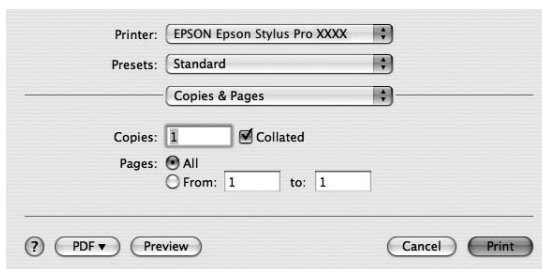 Printer: EPSON Epson Stylus Pro XXXX
Presets: Standard
Copies & Pages
Copies: 1 Collated
Pages: All
From: 1 to: 1
? PDF▼ Preview Cancel Print